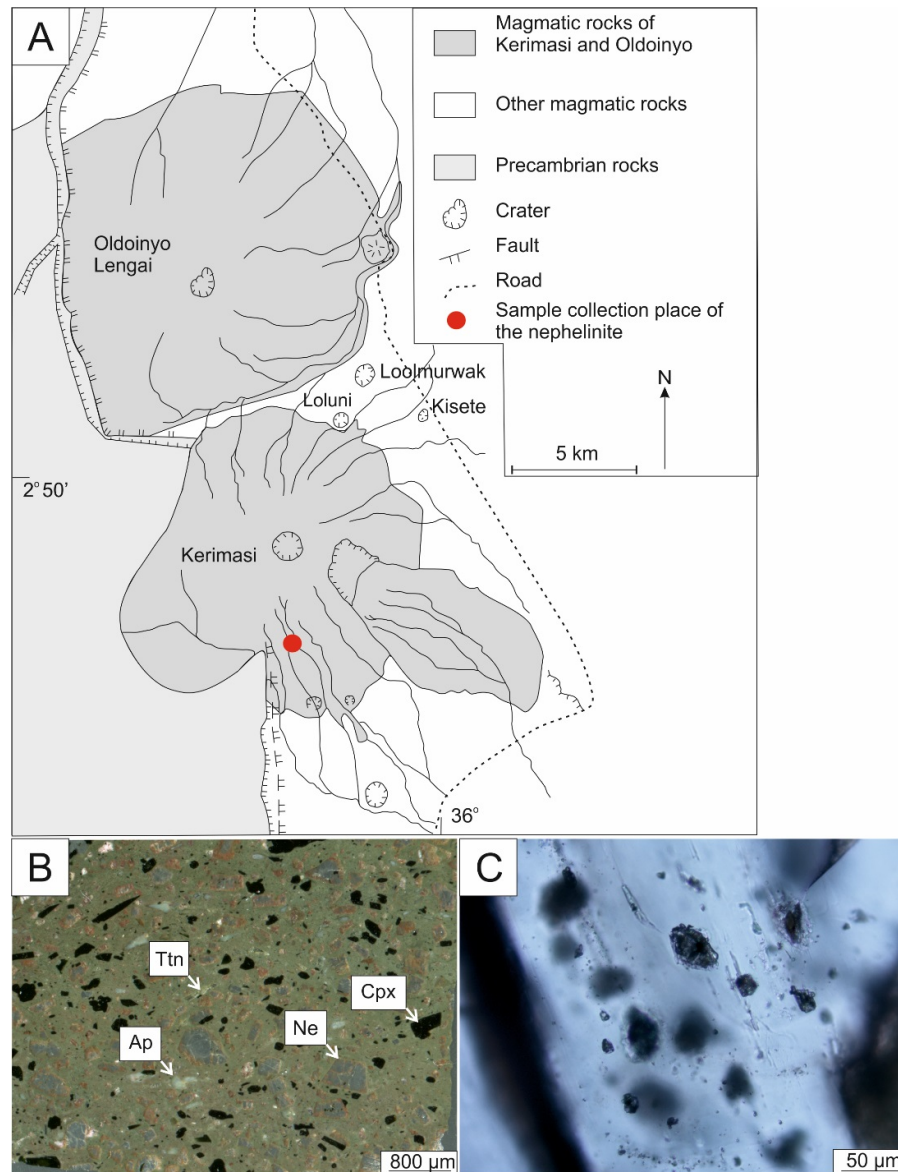 A
Magmatic rocks of
Kerimasi and Oldoinyo
Other magmatic rocks
Precambrian rocks
Crater
Fault
Road
Sample collection place of
the nephelinite
Oldoinyo
Lengai
Loolmurwak
Loluni
Kisete
N
5 km
2° 50'
Kerimasi
36°
B
Ttn
Cpx
Ap
Ne
800 µm
C
50 µm